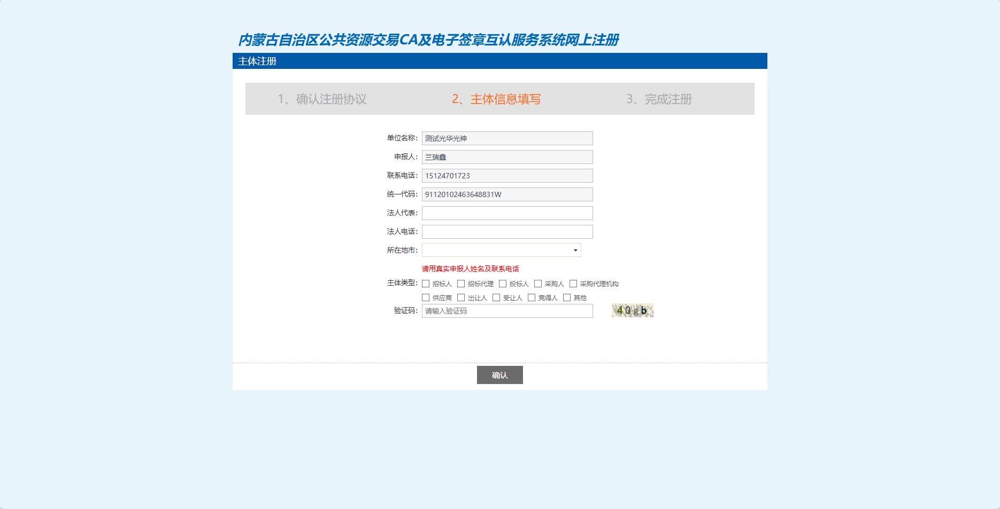 内蒙古自治区公共资源交易CA及电子签章互认服务系统网上注册
主体注册
1、确认注册协议 2、主体信息填写 3、完成注册
单位名称： 测试光华光神
申报人： 兰瑞鑫
联系电话： 15124701723
统一代码： 91120102463648831W
法人代表：
法人电话：
所在地市：
请用真实申报人姓名及联系电话
主体类型： 招标人 招标代理 投标人 采购人 采购代理机构
供应商 出让人 受让人 竞得人 其他
验证码： 请输入验证码 40gb
确认